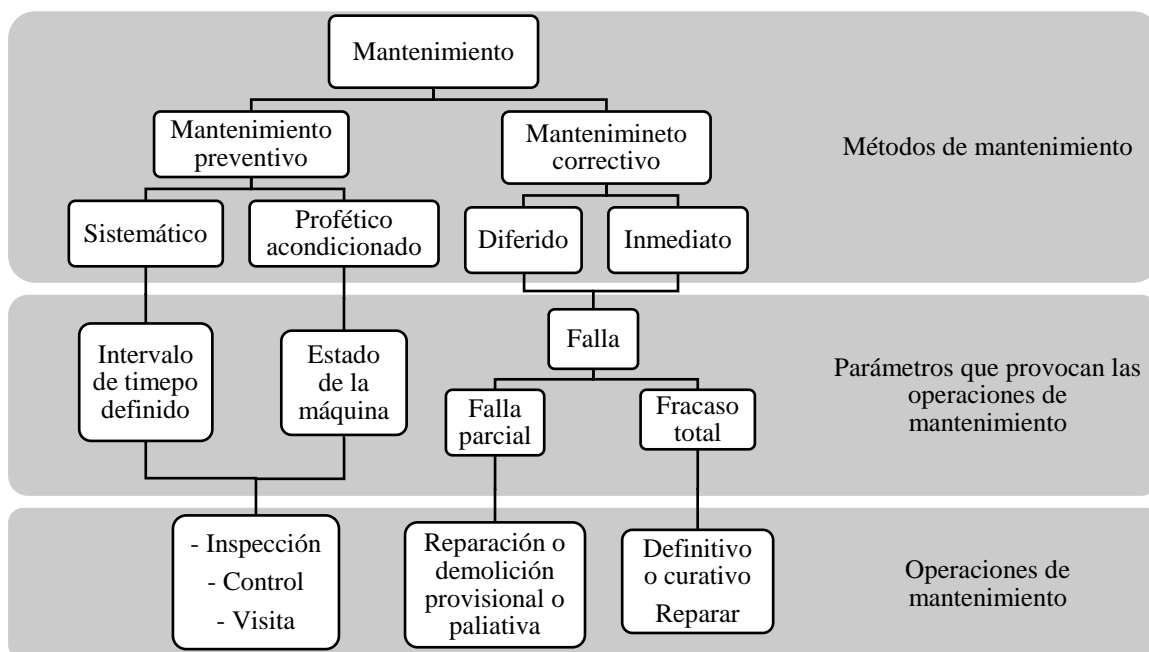 Mantenimiento
Mantenimiento
preventivo
Mantenimineto
correctivo
Métodos de mantenimiento
Sistemático
Profético
acondicionado
Diferido
Inmediato
Falla
Intervalo
de timepo
definido
Estado
de la
máquina
Parámetros que provocan las
operaciones de
mantenimiento
Falla
parcial
Fracaso
total
- Inspección
- Control
- Visita
Reparación o
demolición
provisional o
paliativa
Definitivo
o curativo
Reparar
Operaciones de
mantenimiento